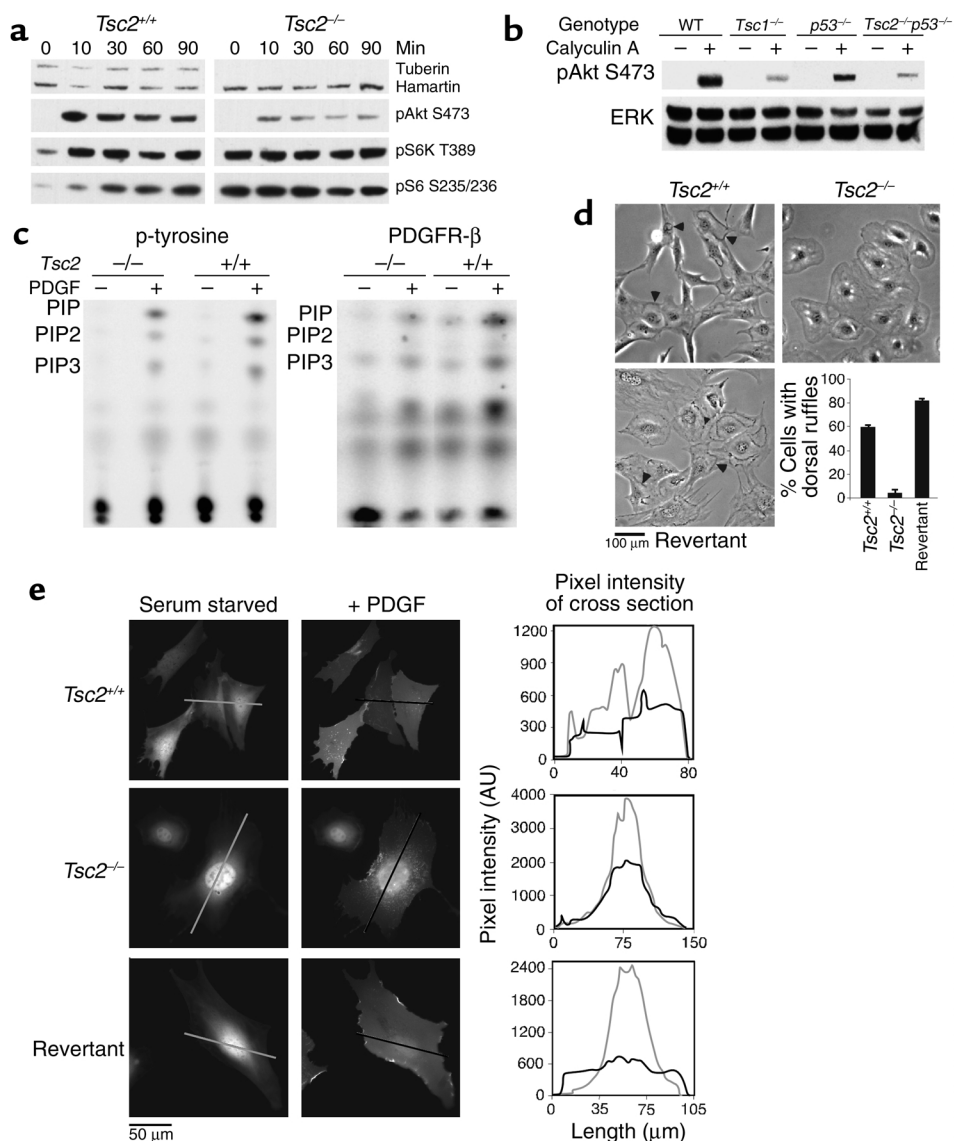 a
Tsc2+/+ Tsc2–/–
0 10 30 60 90 0 10 30 60 90 Min
Tuberin
Hamartin
pAkt S473
pS6K T389
pS6 S235/236
b
Genotype WT Tsc1–/– p53–/– Tsc2–/–p53–/–
Calyculin A – + – + – + – +
pAkt S473
ERK
c
p-tyrosine PDGFR-β
Tsc2 –/– +/+ –/– +/+
PDGF – + – + – + – +
PIP PIP
PIP2 PIP2
PIP3 PIP3
d
Tsc2+/+ Tsc2–/–
100 μm Revertant
% Cells with
dorsal ruffles
100
80
60
40
20
0
Tsc2+/+
Tsc2–/–
Revertant
e
Serum starved + PDGF
Pixel intensity
of cross section
Tsc2+/+
Tsc2–/–
Revertant
50 μm
Pixel intensity (AU)
1200
900
600
300
0
0 40 80
4000
3000
2000
1000
0
0 75 150
2400
1800
1200
600
0
0 35 75 105
Length (μm)